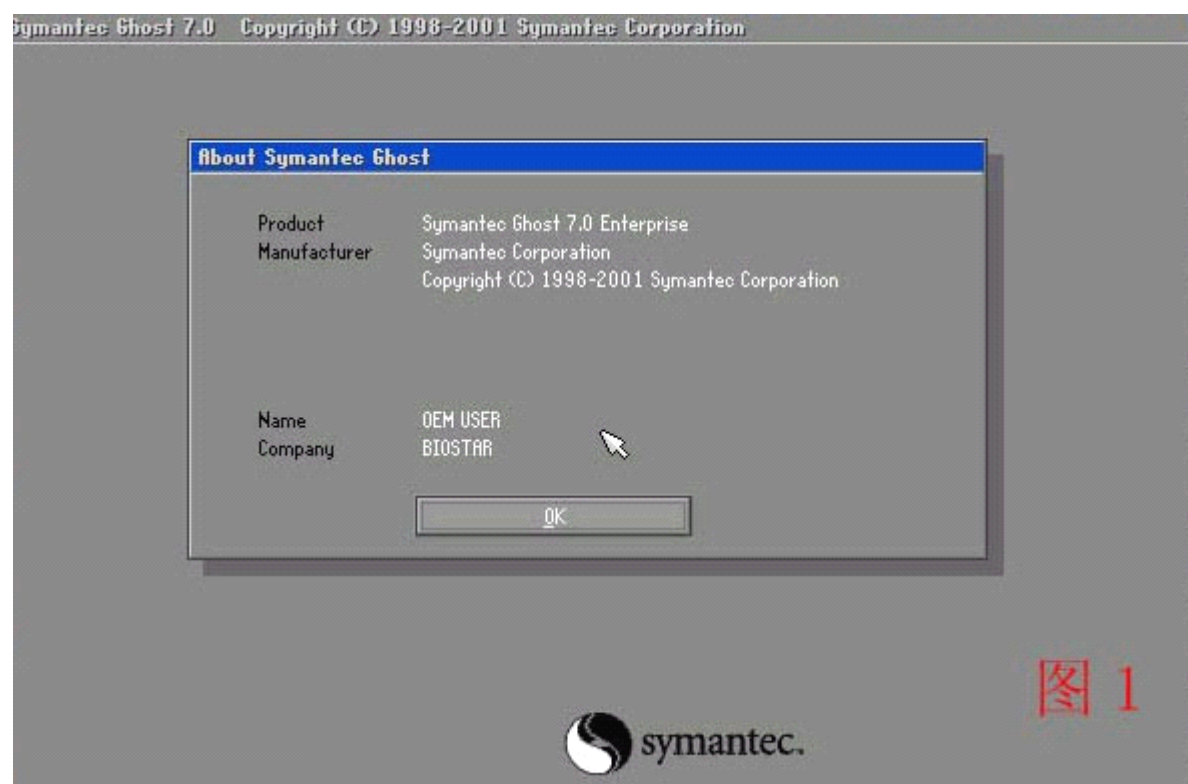 Symantec Ghost 7.0 Copyright (C) 1998-2001 Symantec Corporation
About Symantec Ghost
Product Symantec Ghost 7.0 Enterprise
Manufacturer Symantec Corporation
Copyright (C) 1998-2001 Symantec Corporation
Name OEM USER
Company BIOSTAR
OK
图 1
symantec.